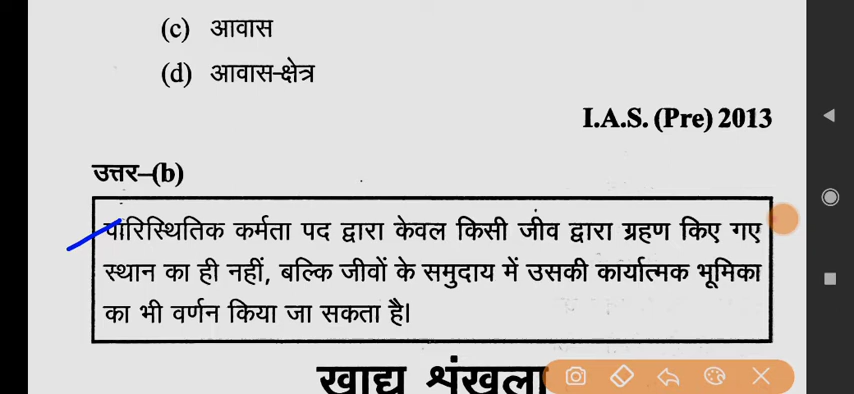 (c) आवास
(d) आवास-क्षेत्र
I.A.S. (Pre) 2013
उत्तर–(b)
पारिस्थितिक कर्मता पद द्वारा केवल किसी जीव द्वारा ग्रहण किए गए
स्थान का ही नहीं, बल्कि जीवों के समुदाय में उसकी कार्यात्मक भूमिका
का भी वर्णन किया जा सकता है।
खाद्य शृंखला